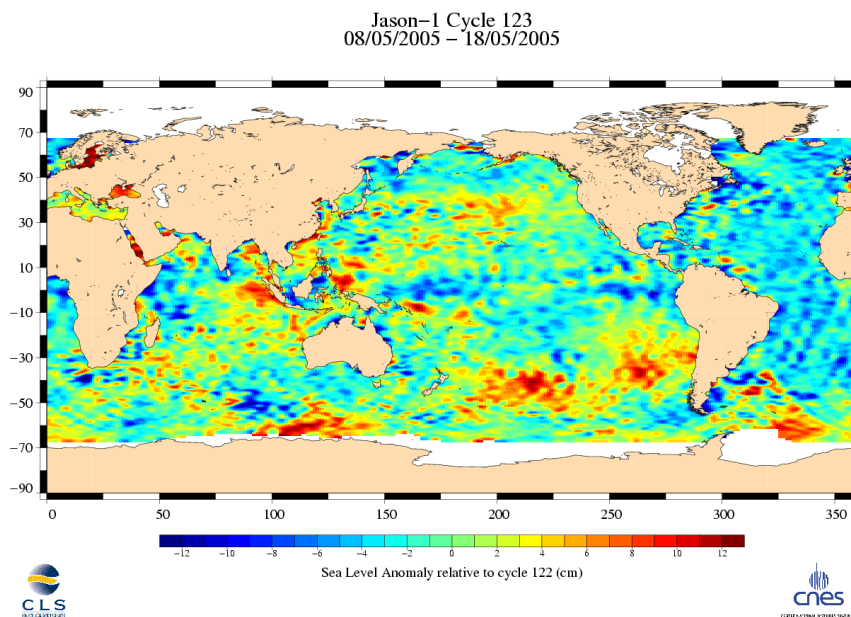 Jason-1 Cycle 123
08/05/2005 - 18/05/2005
90
70
50
30
10
-10
-30
-50
-70
-90
0 50 100 150 200 250 300 350
-12 -10 -8 -6 -4 -2 0 2 4 6 8 10 12
Sea Level Anomaly relative to cycle 122 (cm)
CLS
cnes